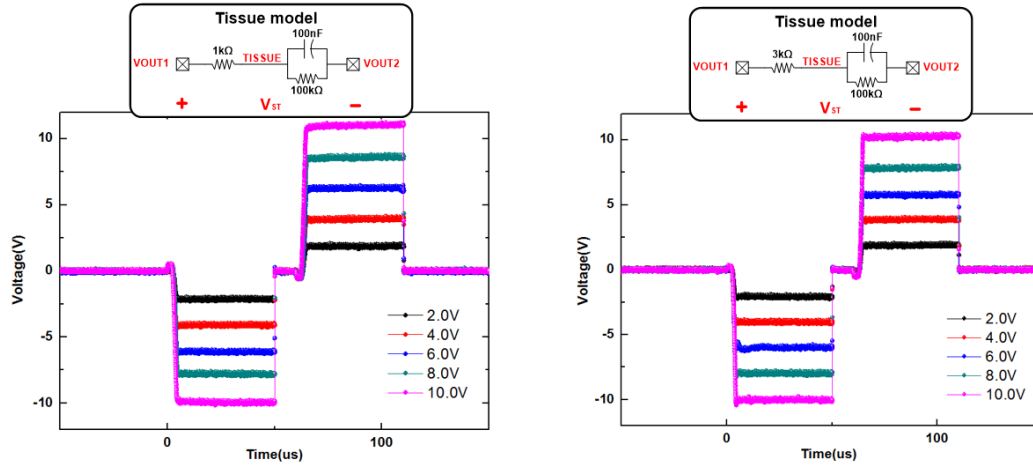 Tissue model
100nF
1kΩ
VOUT1
TISSUE
VOUT2
100kΩ
+
VST
−
10
5
0
-5
-10
Voltage(V)
2.0V
4.0V
6.0V
8.0V
10.0V
0
100
Time(us)
Tissue model
100nF
3kΩ
VOUT1
TISSUE
VOUT2
100kΩ
+
VST
−
10
5
0
-5
-10
Voltage(V)
2.0V
4.0V
6.0V
8.0V
10.0V
0
100
Time(us)